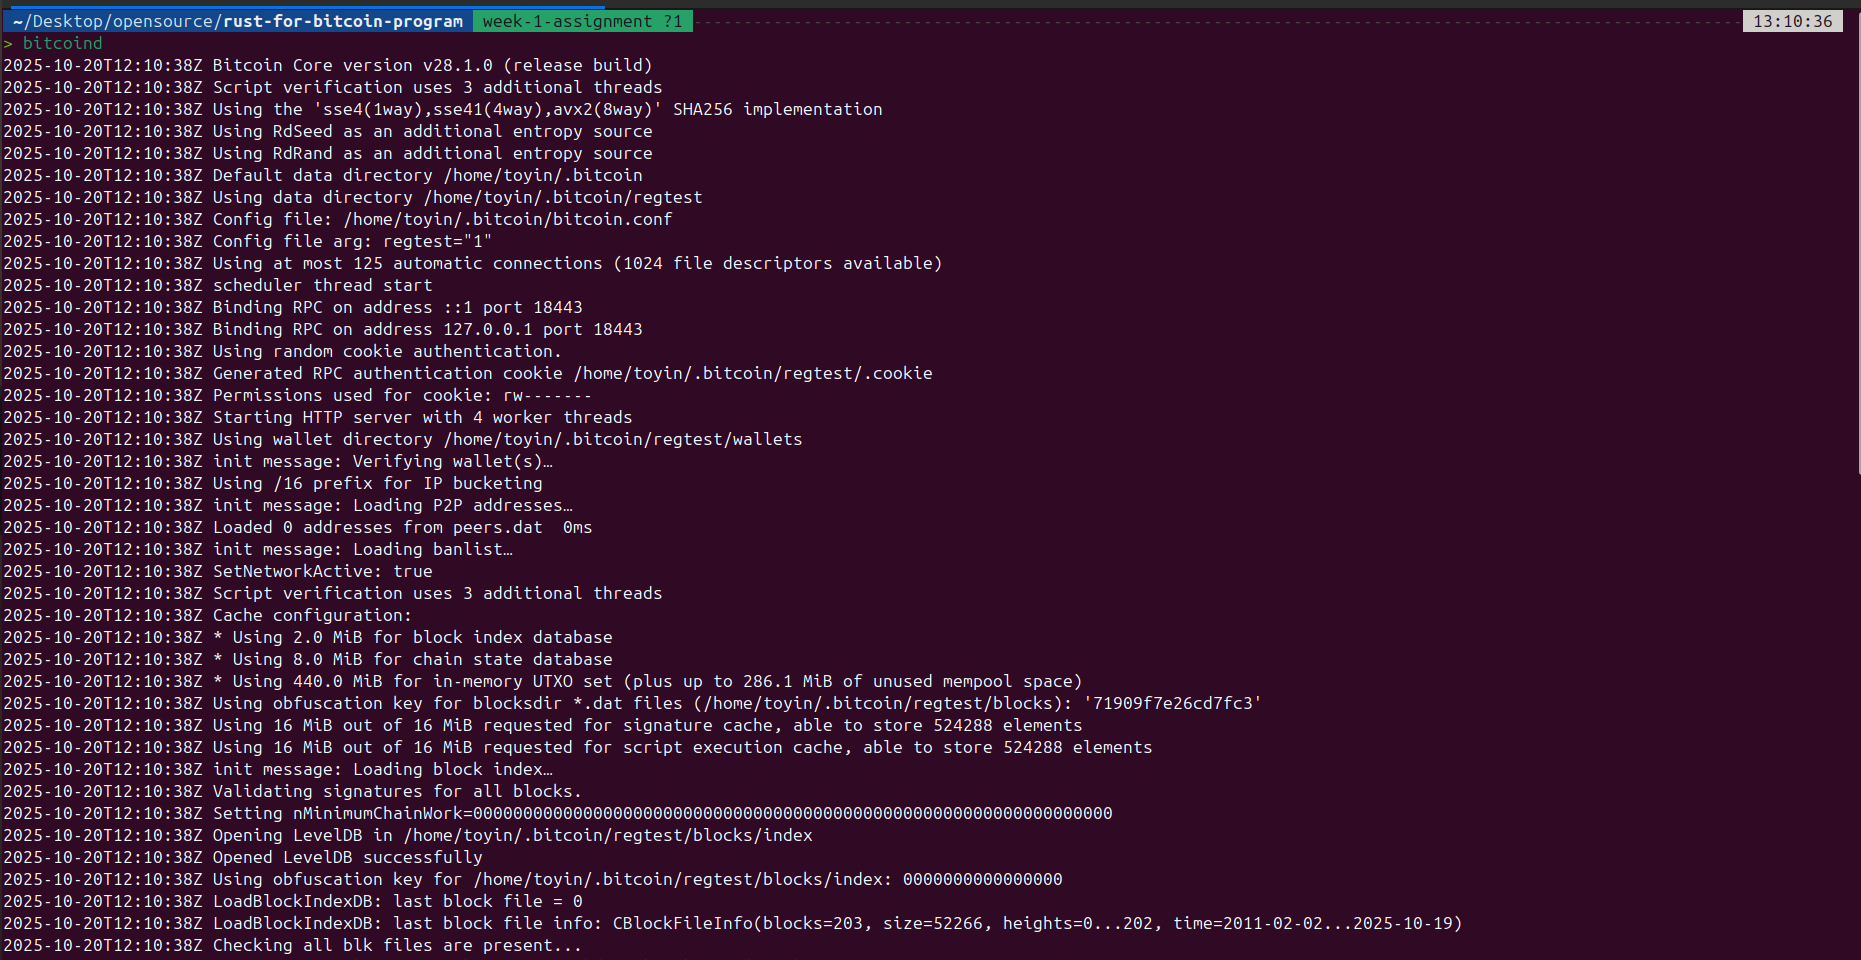 ~/Desktop/opensource/rust-for-bitcoin-program week-1-assignment ?1 13:10:36
> bitcoind
2025-10-20T12:10:38Z Bitcoin Core version v28.1.0 (release build)
2025-10-20T12:10:38Z Script verification uses 3 additional threads
2025-10-20T12:10:38Z Using the 'sse4(1way),sse41(4way),avx2(8way)' SHA256 implementation
2025-10-20T12:10:38Z Using RdSeed as an additional entropy source
2025-10-20T12:10:38Z Using RdRand as an additional entropy source
2025-10-20T12:10:38Z Default data directory /home/toyin/.bitcoin
2025-10-20T12:10:38Z Using data directory /home/toyin/.bitcoin/regtest
2025-10-20T12:10:38Z Config file: /home/toyin/.bitcoin/bitcoin.conf
2025-10-20T12:10:38Z Config file arg: regtest="1"
2025-10-20T12:10:38Z Using at most 125 automatic connections (1024 file descriptors available)
2025-10-20T12:10:38Z scheduler thread start
2025-10-20T12:10:38Z Binding RPC on address ::1 port 18443
2025-10-20T12:10:38Z Binding RPC on address 127.0.0.1 port 18443
2025-10-20T12:10:38Z Using random cookie authentication.
2025-10-20T12:10:38Z Generated RPC authentication cookie /home/toyin/.bitcoin/regtest/.cookie
2025-10-20T12:10:38Z Permissions used for cookie: rw-------
2025-10-20T12:10:38Z Starting HTTP server with 4 worker threads
2025-10-20T12:10:38Z Using wallet directory /home/toyin/.bitcoin/regtest/wallets
2025-10-20T12:10:38Z init message: Verifying wallet(s)…
2025-10-20T12:10:38Z Using /16 prefix for IP bucketing
2025-10-20T12:10:38Z init message: Loading P2P addresses…
2025-10-20T12:10:38Z Loaded 0 addresses from peers.dat  0ms
2025-10-20T12:10:38Z init message: Loading banlist…
2025-10-20T12:10:38Z SetNetworkActive: true
2025-10-20T12:10:38Z Script verification uses 3 additional threads
2025-10-20T12:10:38Z Cache configuration:
2025-10-20T12:10:38Z * Using 2.0 MiB for block index database
2025-10-20T12:10:38Z * Using 8.0 MiB for chain state database
2025-10-20T12:10:38Z * Using 440.0 MiB for in-memory UTXO set (plus up to 286.1 MiB of unused mempool space)
2025-10-20T12:10:38Z Using obfuscation key for blocksdir *.dat files (/home/toyin/.bitcoin/regtest/blocks): '71909f7e26cd7fc3'
2025-10-20T12:10:38Z Using 16 MiB out of 16 MiB requested for signature cache, able to store 524288 elements
2025-10-20T12:10:38Z Using 16 MiB out of 16 MiB requested for script execution cache, able to store 524288 elements
2025-10-20T12:10:38Z init message: Loading block index…
2025-10-20T12:10:38Z Validating signatures for all blocks.
2025-10-20T12:10:38Z Setting nMinimumChainWork=0000000000000000000000000000000000000000000000000000000000000000
2025-10-20T12:10:38Z Opening LevelDB in /home/toyin/.bitcoin/regtest/blocks/index
2025-10-20T12:10:38Z Opened LevelDB successfully
2025-10-20T12:10:38Z Using obfuscation key for /home/toyin/.bitcoin/regtest/blocks/index: 0000000000000000
2025-10-20T12:10:38Z LoadBlockIndexDB: last block file = 0
2025-10-20T12:10:38Z LoadBlockIndexDB: last block file info: CBlockFileInfo(blocks=203, size=52266, heights=0...202, time=2011-02-02...2025-10-19)
2025-10-20T12:10:38Z Checking all blk files are present...